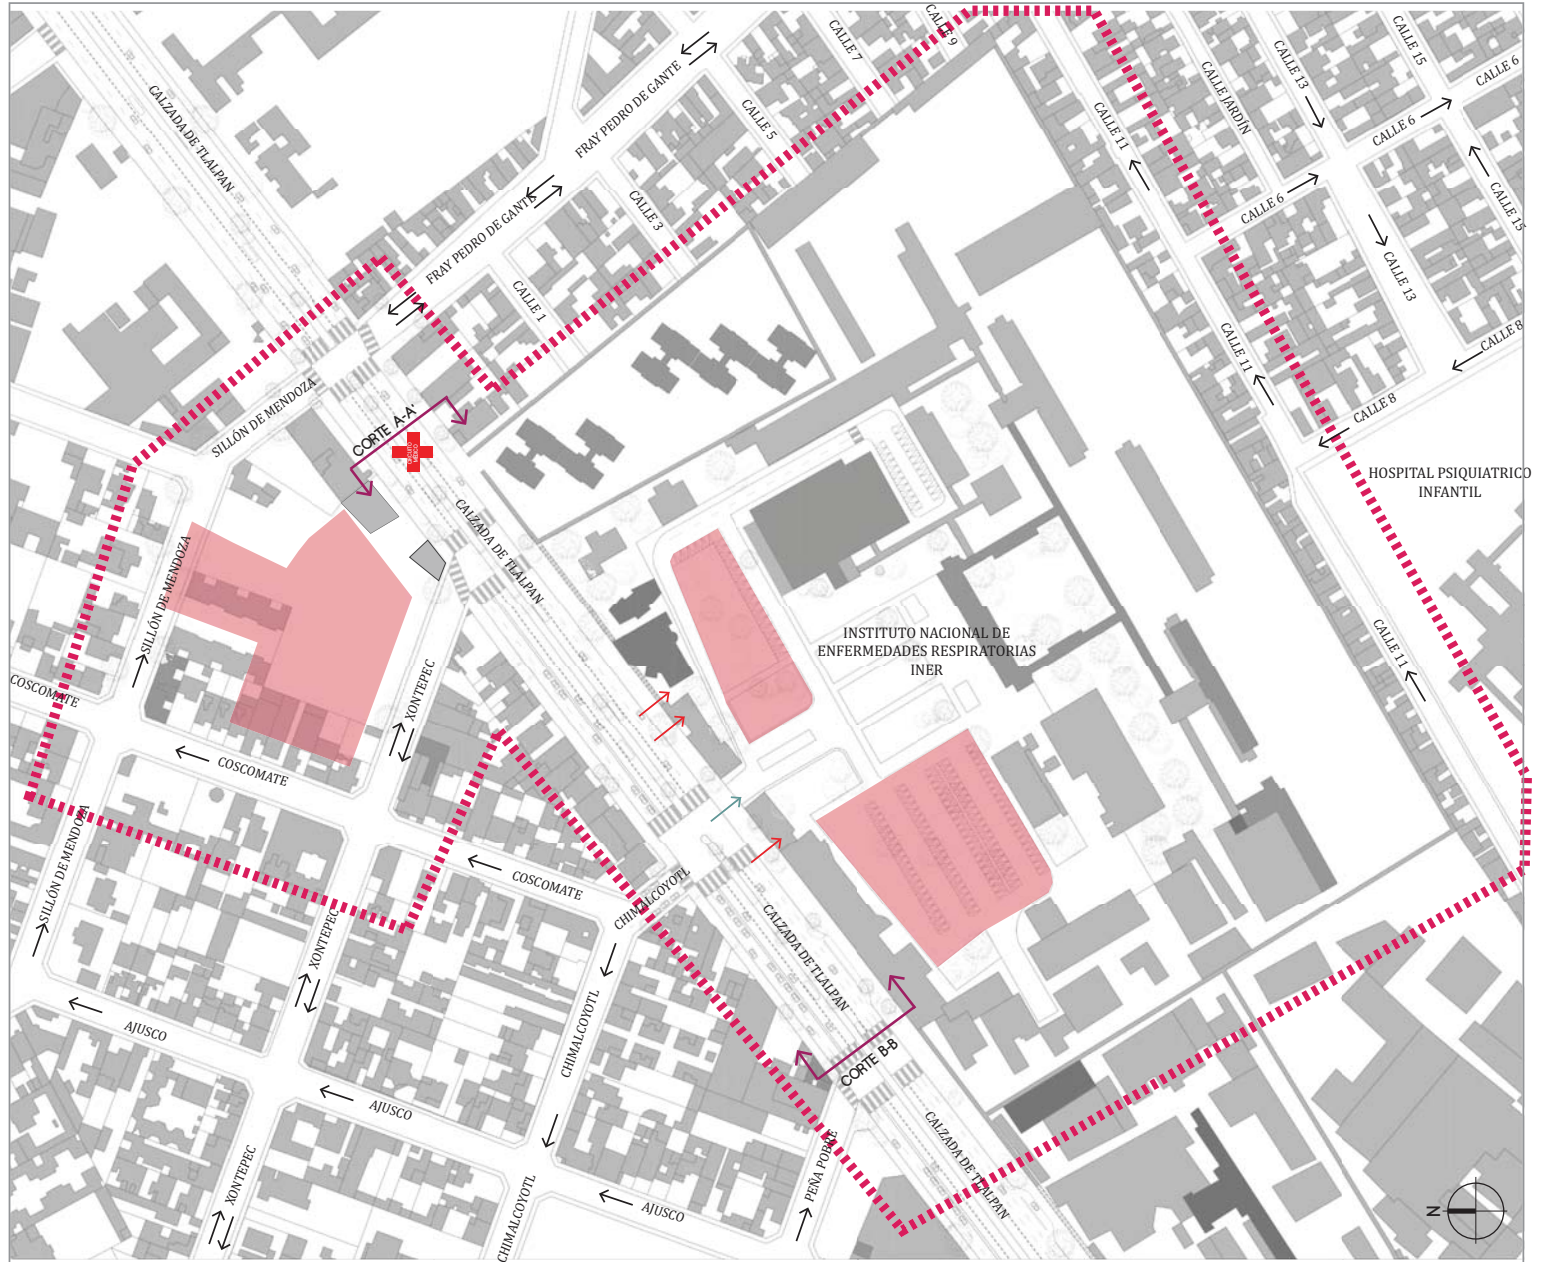 CALLE 9
CALLE 7
CALLE 15
CALLE 13
CALLE 6
CALZADA DE TLALPAN
FRAY PEDRO DE GANTE
CALLE 5
CALLE JARDÍN
CALLE 11
CALLE 6
CALLE 3
CALLE 6
CALLE 15
FRAY PEDRO DE GANTE
CALLE 1
CALLE 13
CALLE 8
CALLE 11
SILLÓN DE MENDOZA
CALLE 8
CORTE A-A'
CIRCUITO
MÉDICO
HOSPITAL PSIQUIATRICO
INFANTIL
CALZADA DE TLALPAN
SILLÓN DE MENDOZA
INSTITUTO NACIONAL DE
ENFERMEDADES RESPIRATORIAS
INER
CALLE 11
COSCOMATE
XONTEPEC
COSCOMATE
SILLÓN DE MENDOZA
COSCOMATE
CHIMALCOYOTL
XONTEPEC
CALZADA DE TLALPAN
AJUSCO
CHIMALCOYOTL
CORTE B-B
AJUSCO
CALZADA DE TLALPAN
XONTEPEC
PEÑA POBRE
CHIMALCOYOTL
AJUSCO
N